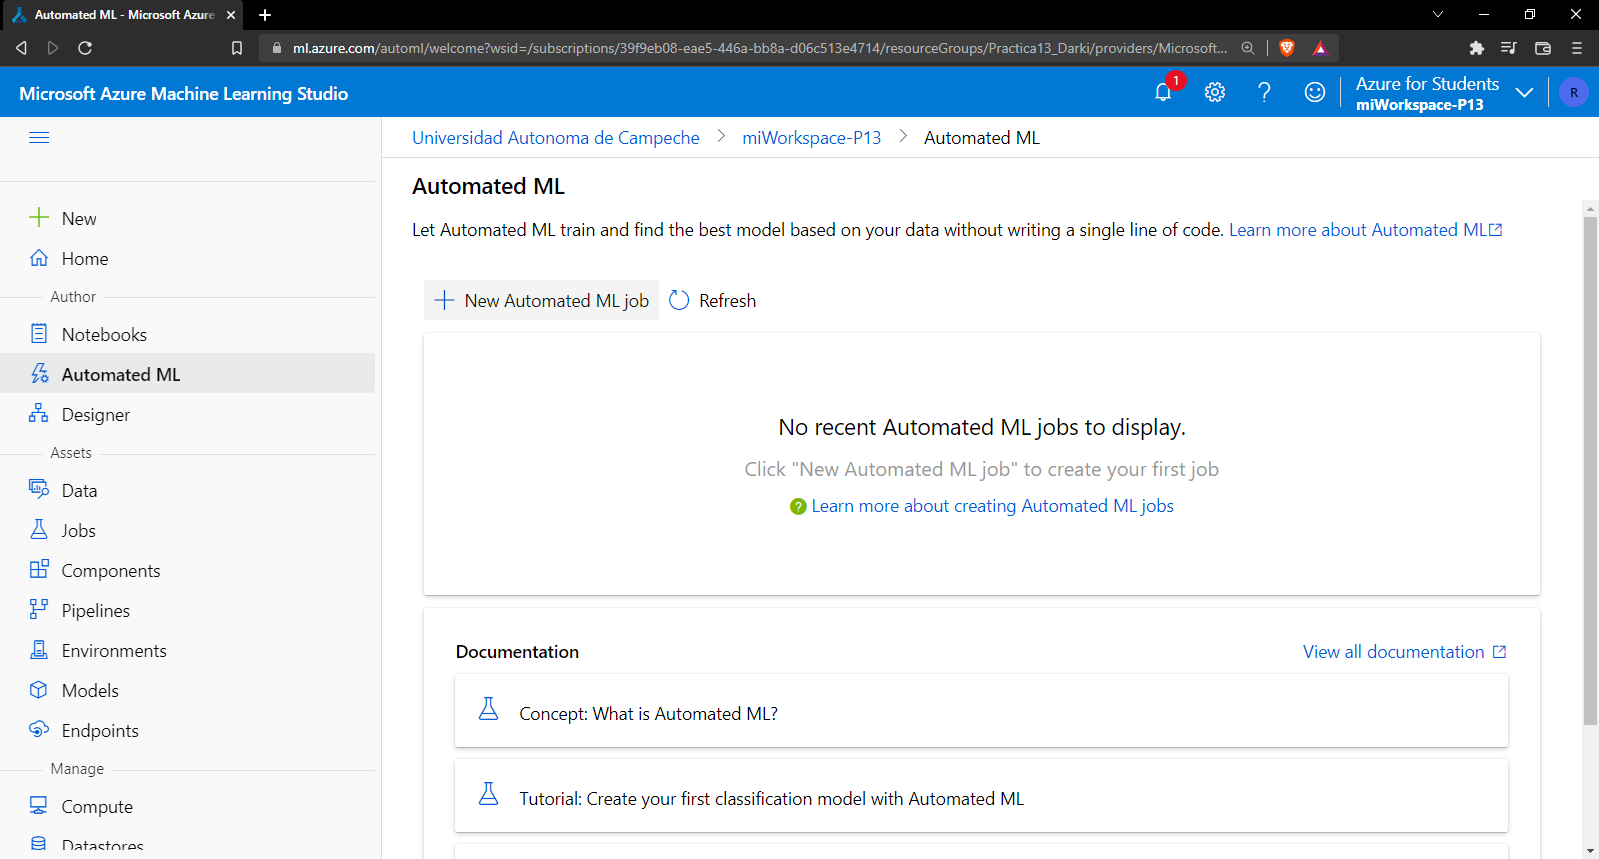 Automated ML - Microsoft Azure
ml.azure.com/automl/welcome?wsid=/subscriptions/39f9eb08-eae5-446a-bb8a-d06c513e4714/resourceGroups/Practica13_Darki/providers/Microsoft...
Microsoft Azure Machine Learning Studio
1
?
Azure for Students
miWorkspace-P13
R
Universidad Autonoma de Campeche > miWorkspace-P13 > Automated ML
New
Home
Author
Notebooks
Automated ML
Designer
Assets
Data
Jobs
Components
Pipelines
Environments
Models
Endpoints
Manage
Compute
Datastores
Automated ML
Let Automated ML train and find the best model based on your data without writing a single line of code. Learn more about Automated ML
New Automated ML job Refresh
No recent Automated ML jobs to display.
Click "New Automated ML job" to create your first job
? Learn more about creating Automated ML jobs
Documentation
View all documentation
Concept: What is Automated ML?
Tutorial: Create your first classification model with Automated ML